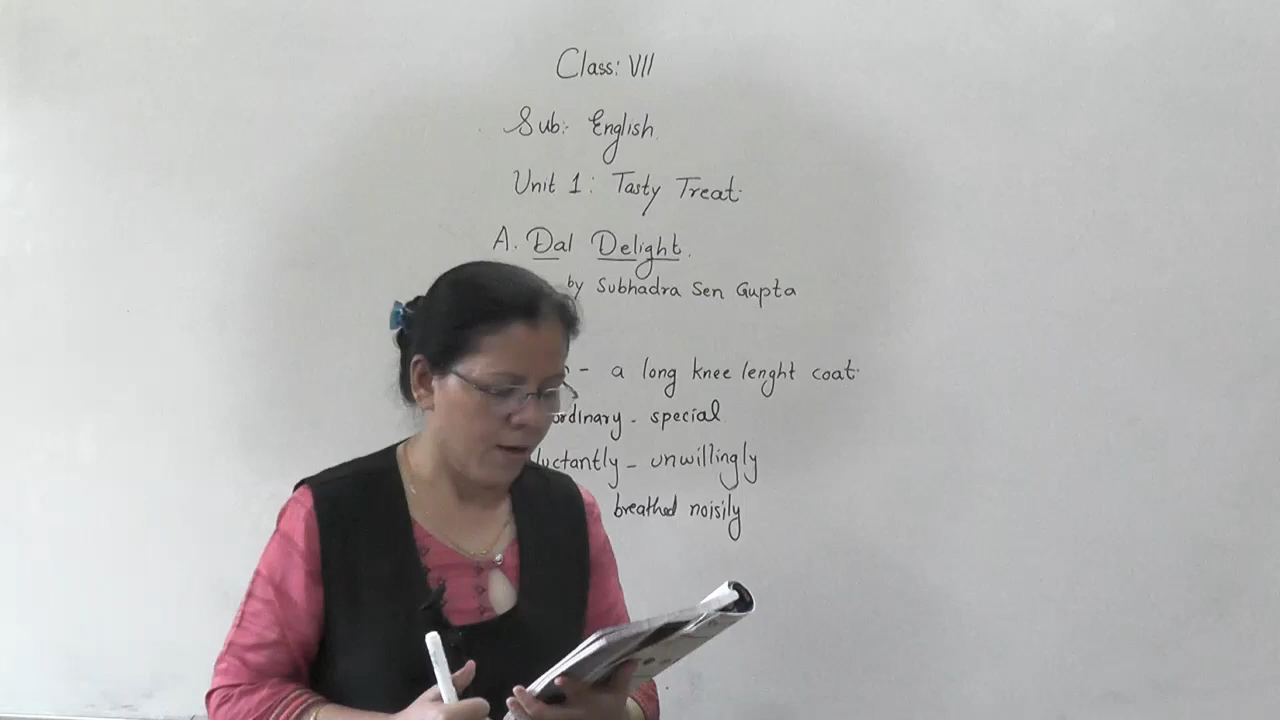 Class: VII
Sub:- English.
Unit 1: Tasty Treat.
A. Dal Delight.
by Subhadra Sen Gupta
- a long knee lenght coat.
ordinary - special
luctantly - unwillingly
breathed noisily